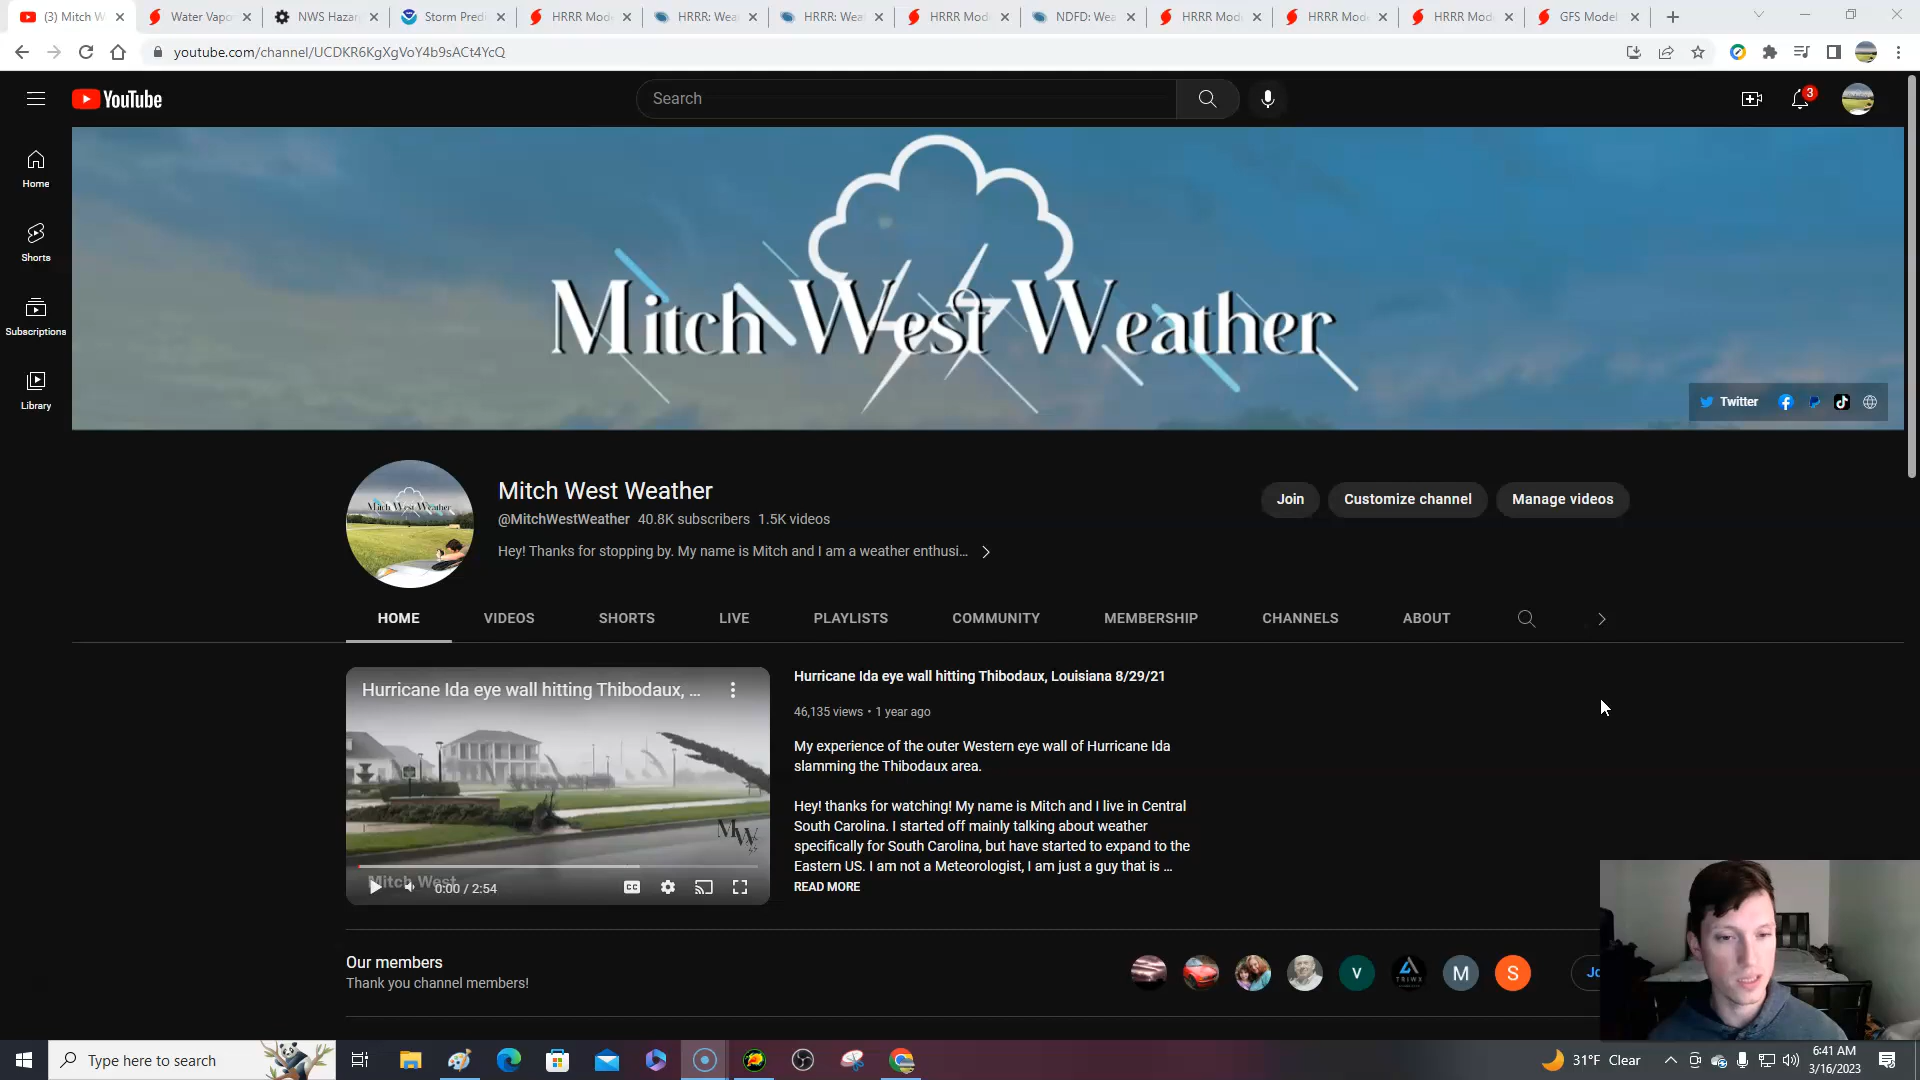 (3) Mitch W
Water Vapo
NWS Hazar
Storm Predi
HRRR Mod
HRRR: Wea
HRRR: Wea
HRRR Mod
NDFD: Wea
HRRR Mod
HRRR Mod
HRRR Mod
GFS Model
youtube.com/channel/UCDKR6KgXgVoY4b9sACt4YcQ
YouTube
Search
3
Home
Shorts
Subscriptions
Library
Mitch West Weather
Twitter
Mitch West Weather
Mitch West Weather
@MitchWestWeather 40.8K subscribers 1.5K videos
Hey! Thanks for stopping by. My name is Mitch and I am a weather enthusi...
Join
Customize channel
Manage videos
HOME
VIDEOS
SHORTS
LIVE
PLAYLISTS
COMMUNITY
MEMBERSHIP
CHANNELS
ABOUT
Hurricane Ida eye wall hitting Thibodaux, ...
MW
Mitch West
0:00 / 2:54
CC
Hurricane Ida eye wall hitting Thibodaux, Louisiana 8/29/21
46,135 views • 1 year ago
My experience of the outer Western eye wall of Hurricane Ida
slamming the Thibodaux area.
Hey! thanks for watching! My name is Mitch and I live in Central
South Carolina. I started off mainly talking about weather
specifically for South Carolina, but have started to expand to the
Eastern US. I am not a Meteorologist, I am just a guy that is ...
READ MORE
Our members
Thank you channel members!
V
M
S
Jo
Type here to search
31°F Clear
6:41 AM
3/16/2023